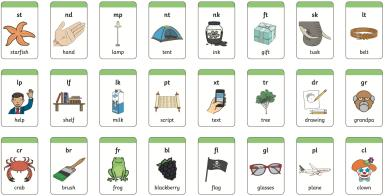 st nd mp nt nk ft sk lt
starfish hand lamp tent ink gift tusk belt
lp lf lk pt xt tr dr gr
help shelf milk script text tree drawing grandpa
cr br fr bl fl gl pl cl
crab brush frog blackberry flag glasses plane clown